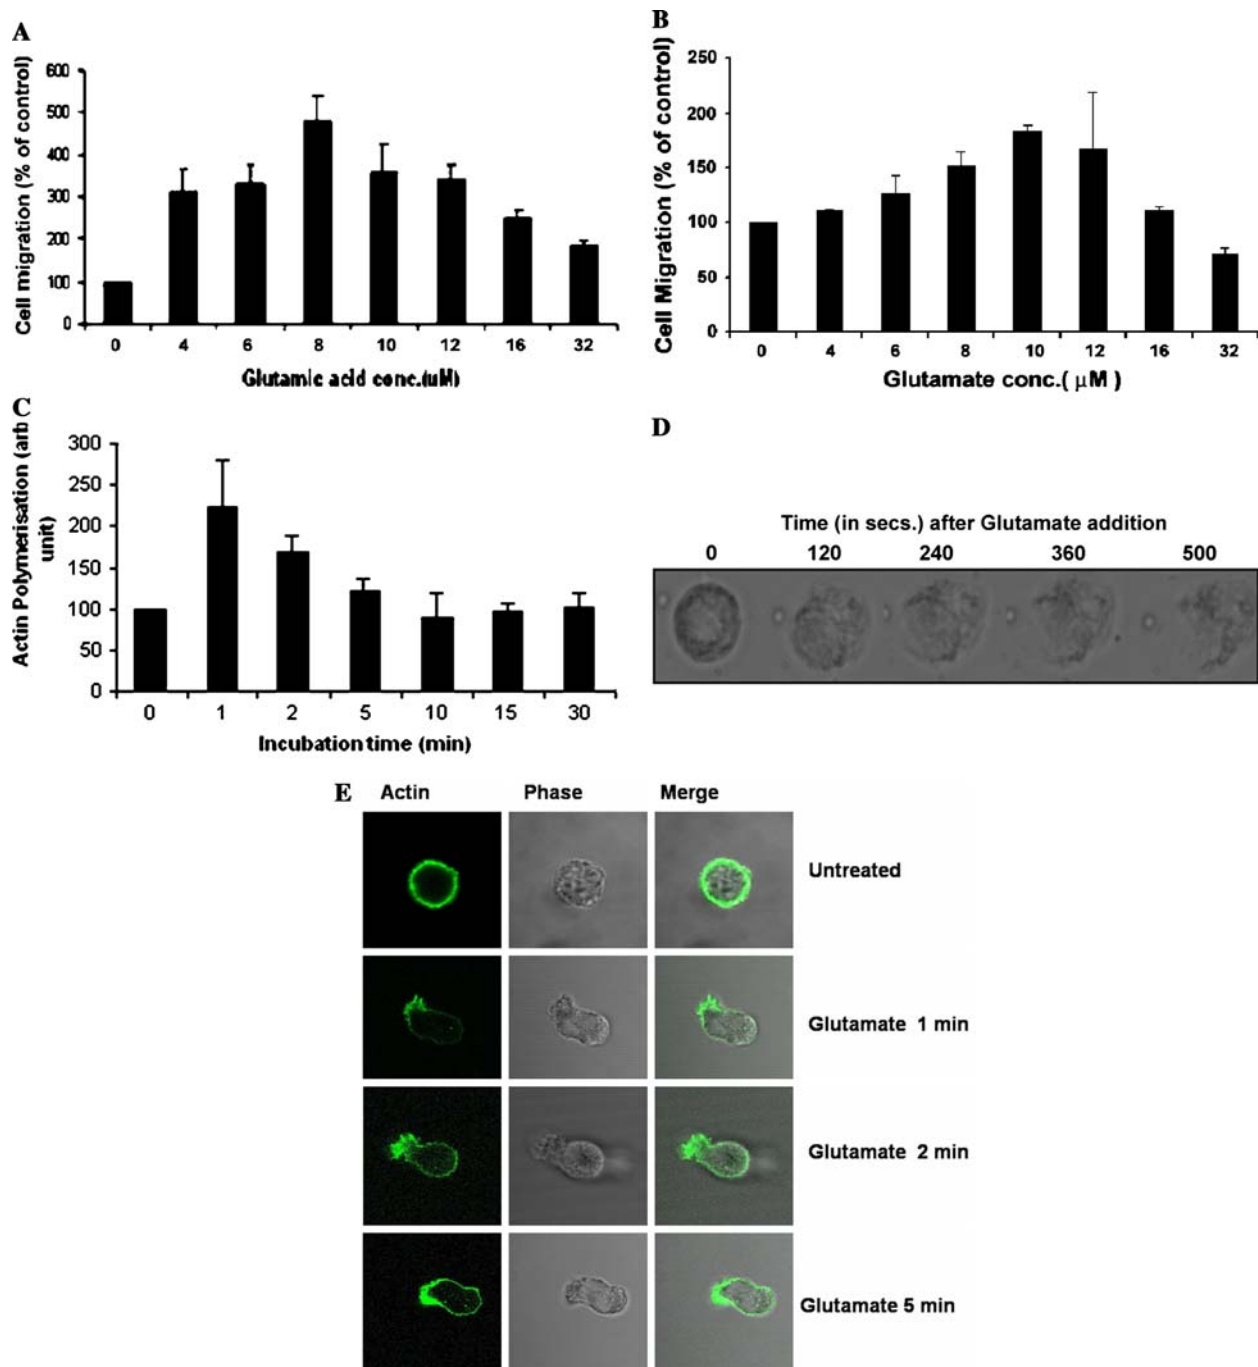 A
Cell migration (% of control)
600
500
400
300
200
100
0
0 4 6 8 10 12 16 32
Glutamic acid conc.(uM)
B
Cell Migration (% of control)
250
200
150
100
50
0
0 4 6 8 10 12 16 32
Glutamate conc.( μM )
C
Actin Polymerisation (arb
unit)
300
250
200
150
100
50
0
0 1 2 5 10 15 30
Incubation time (min)
D
Time (in secs.) after Glutamate addition
0 120 240 360 500
E Actin Phase Merge
Untreated
Glutamate 1 min
Glutamate 2 min
Glutamate 5 min